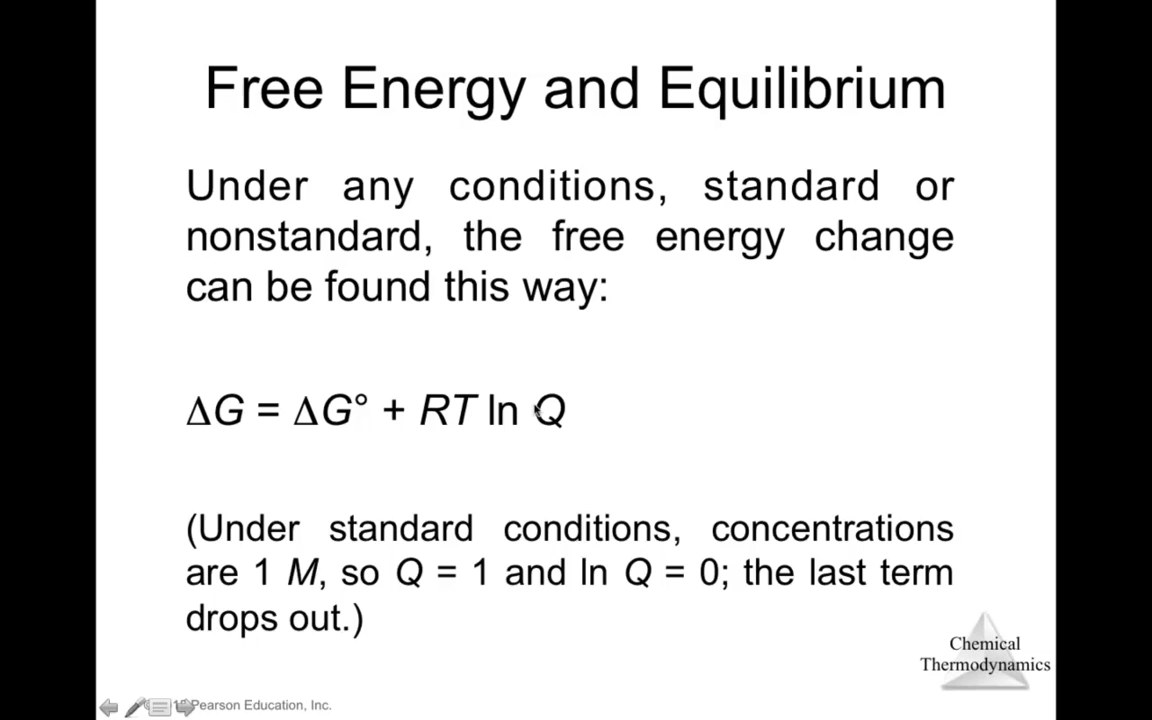 Free Energy and Equilibrium
Under any conditions, standard or
nonstandard, the free energy change
can be found this way:
ΔG = ΔG° + RT ln Q
(Under standard conditions, concentrations
are 1 M, so Q = 1 and ln Q = 0; the last term
drops out.)
Chemical
Thermodynamics
Pearson Education, Inc.